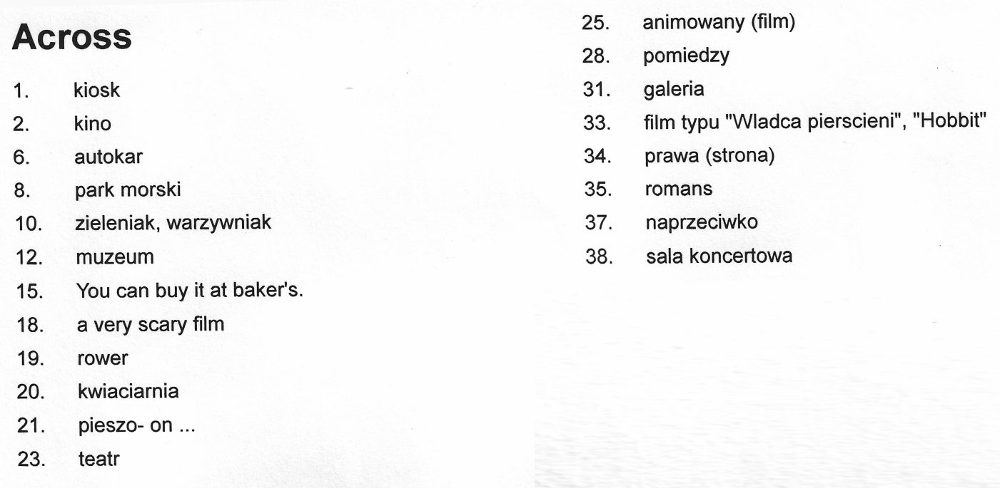 Across
1. kiosk
2. kino
6. autokar
8. park morski
10. zieleniak, warzywniak
12. muzeum
15. You can buy it at baker's.
18. a very scary film
19. rower
20. kwiaciarnia
21. pieszo- on ...
23. teatr
25. animowany (film)
28. pomiedzy
31. galeria
33. film typu "Wladca pierscieni", "Hobbit"
34. prawa (strona)
35. romans
37. naprzeciwko
38. sala koncertowa